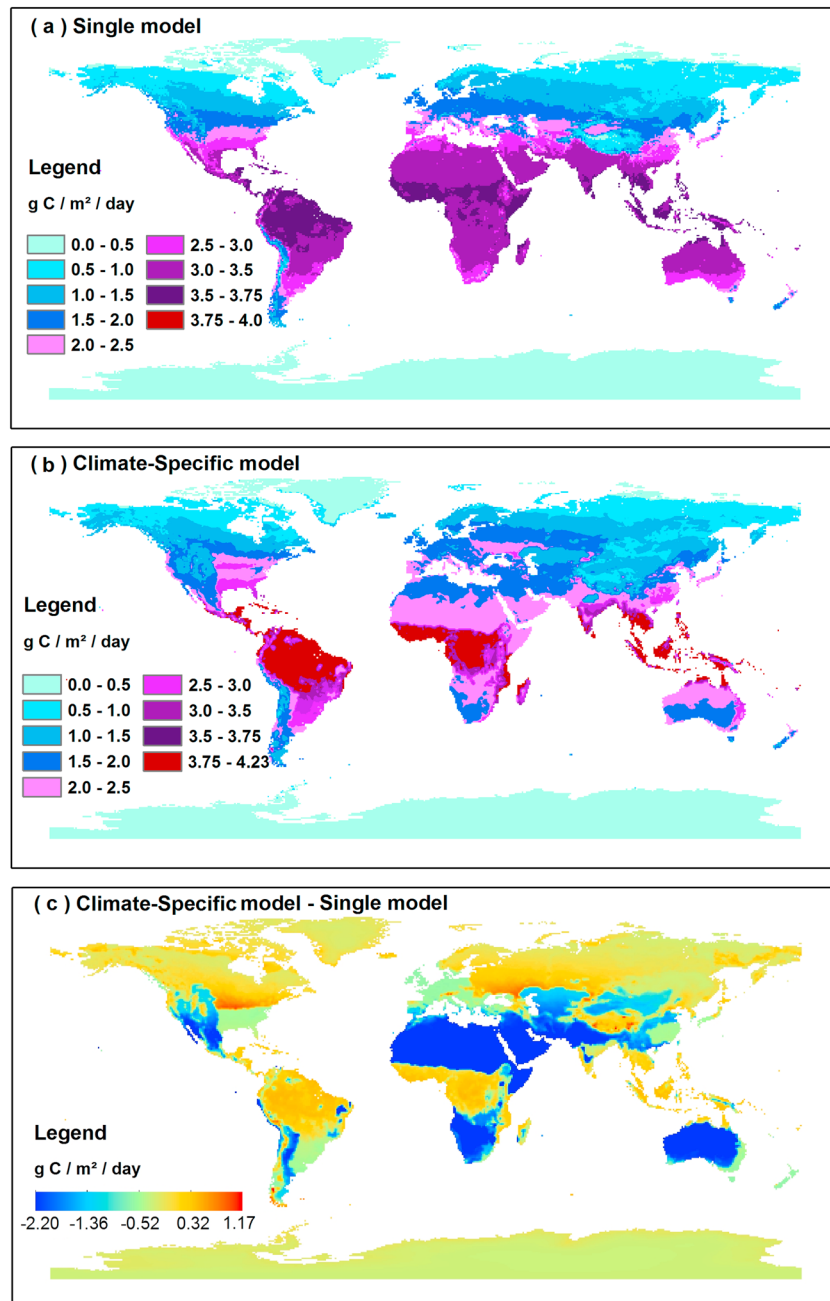 ( a ) Single model
Legend
g C / m² / day
0.0 - 0.5 2.5 - 3.0
0.5 - 1.0 3.0 - 3.5
1.0 - 1.5 3.5 - 3.75
1.5 - 2.0 3.75 - 4.0
2.0 - 2.5
( b ) Climate-Specific model
Legend
g C / m² / day
0.0 - 0.5 2.5 - 3.0
0.5 - 1.0 3.0 - 3.5
1.0 - 1.5 3.5 - 3.75
1.5 - 2.0 3.75 - 4.23
2.0 - 2.5
( c ) Climate-Specific model - Single model
Legend
g C / m² / day
-2.20 -1.36 -0.52 0.32 1.17